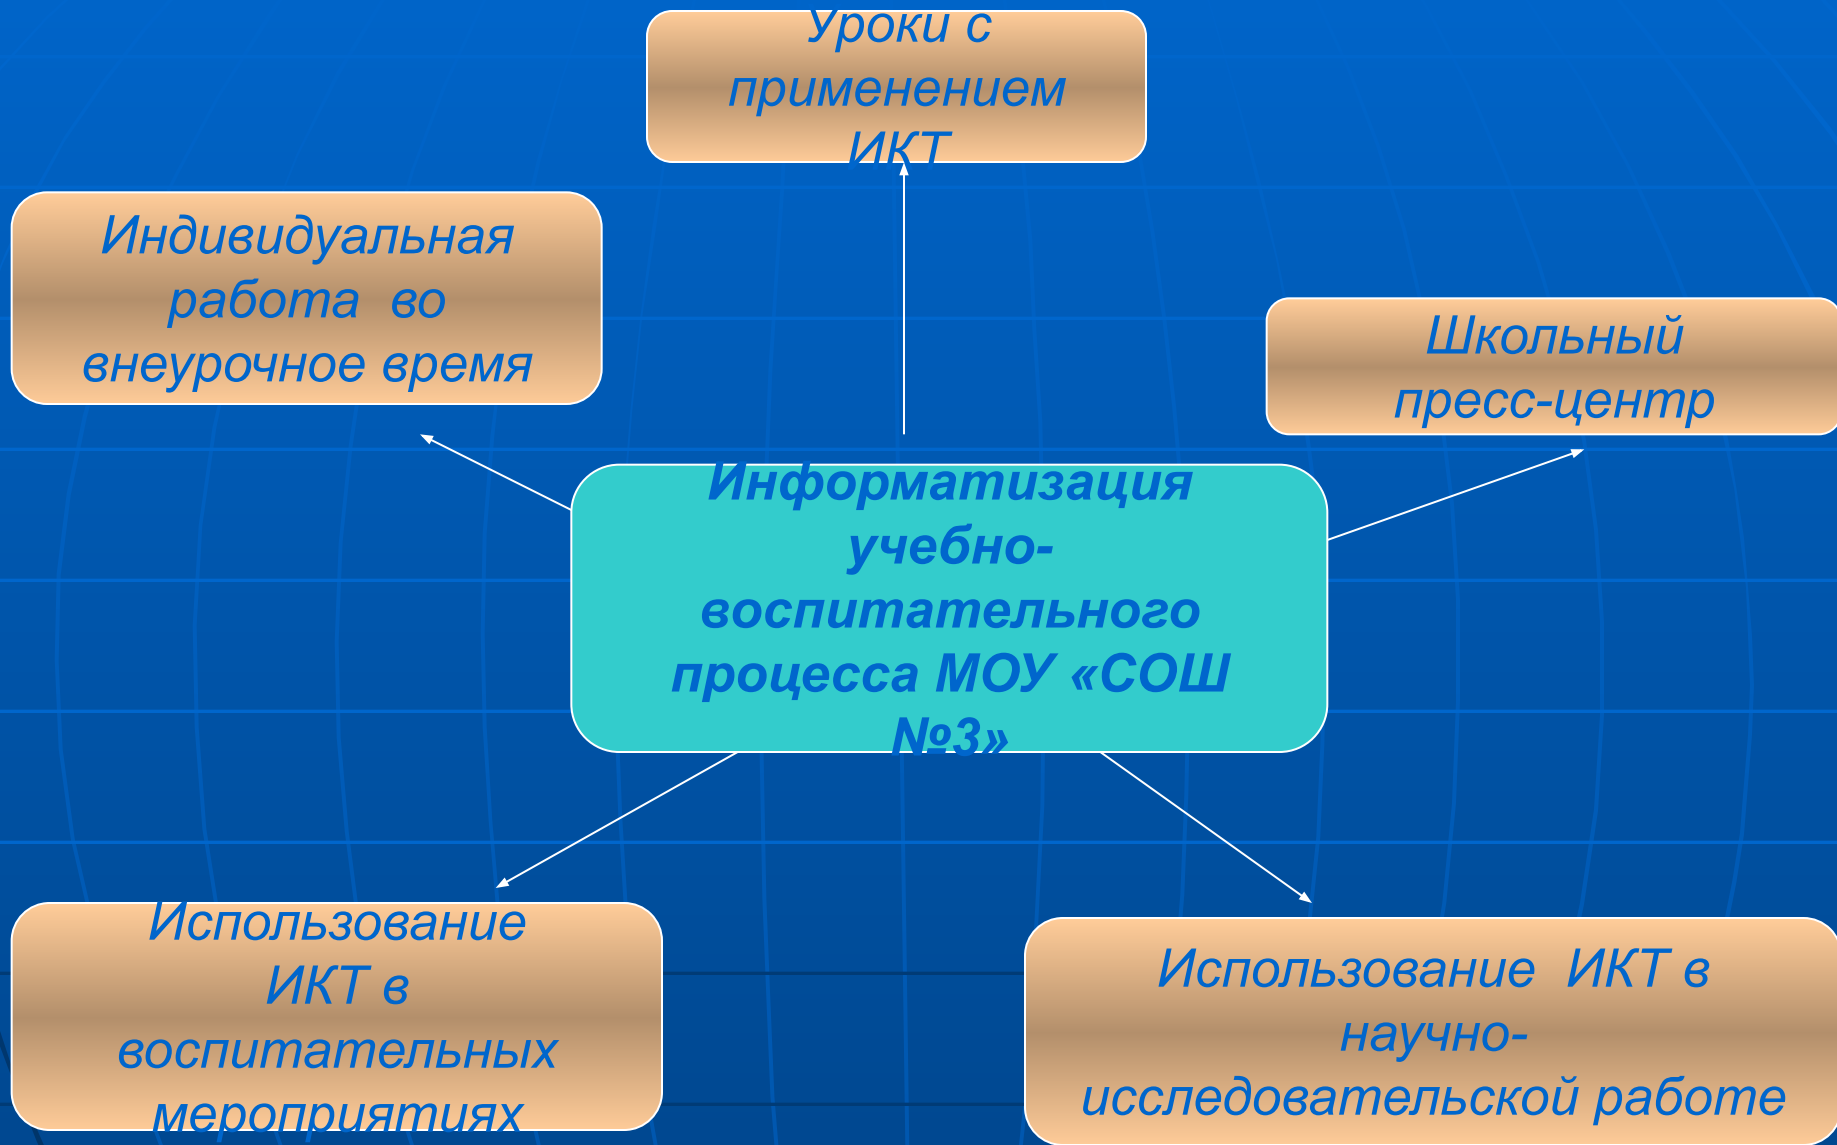 Уроки с
применением
ИКТ
Индивидуальная
работа во
внеурочное время
Школьный
пресс-центр
Информатизация
учебно-
воспитательного
процесса МОУ «СОШ
№3»
Использование
ИКТ в
воспитательных
мероприятиях
Использование ИКТ в
научно-
исследовательской работе